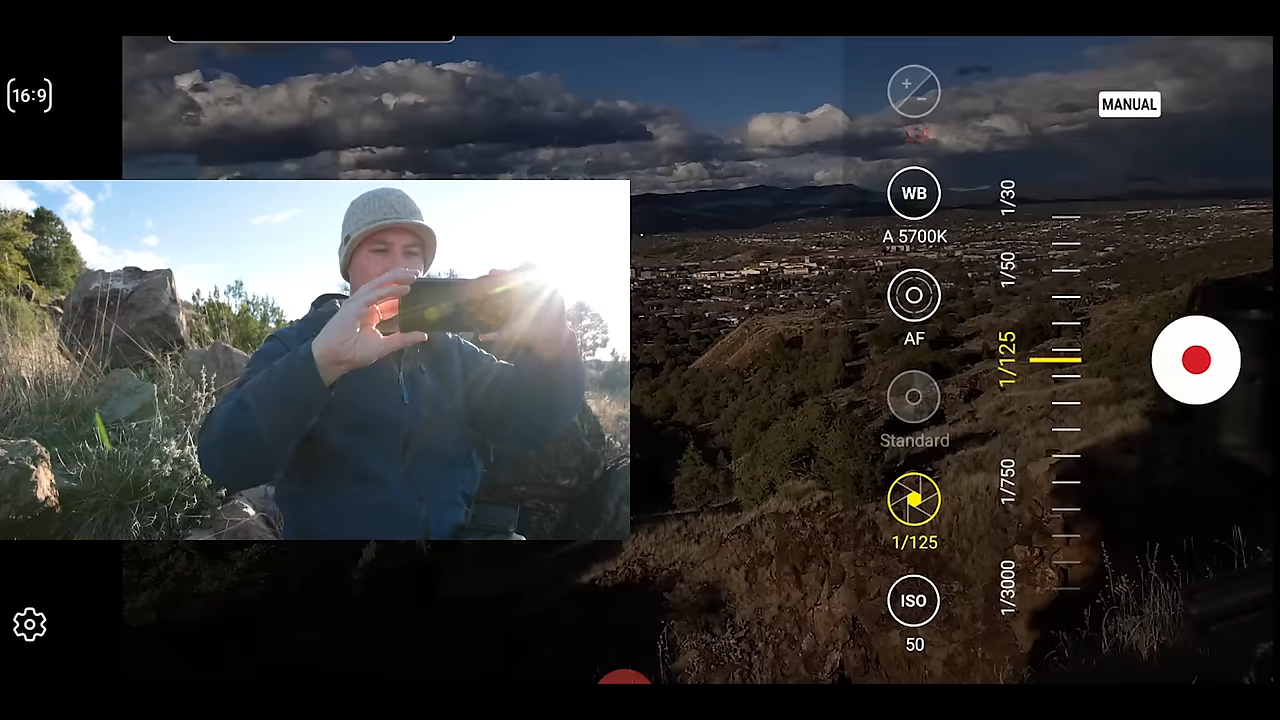 16:9
MANUAL
WB
A 5700K
AF
Standard
1/125
ISO
50
1/30
1/50
1/125
1/750
1/3000